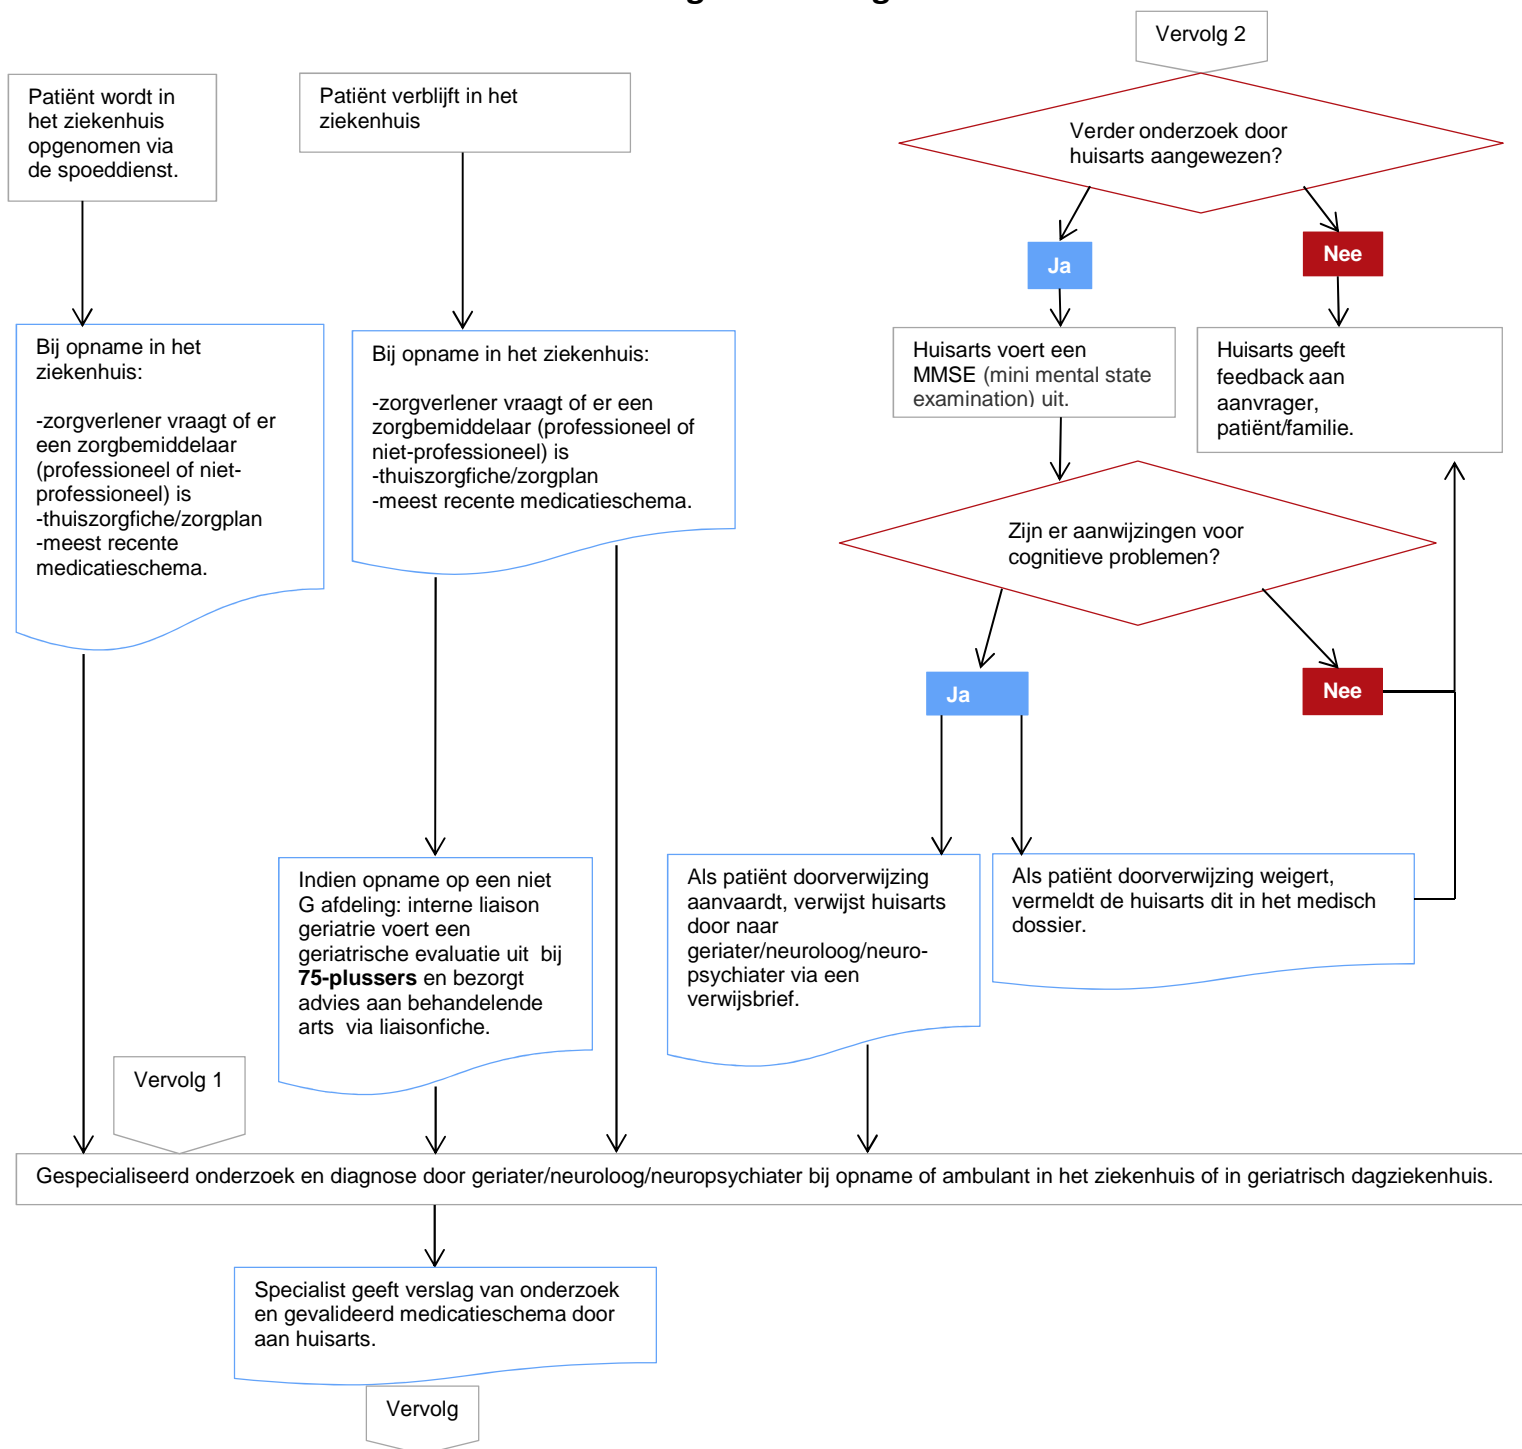 Vervolg 2
Patiënt wordt in
het ziekenhuis
opgenomen via
de spoeddienst.
Patiënt verblijft in het
ziekenhuis
Verder onderzoek door
huisarts aangewezen?
Ja
Nee
Bij opname in het
ziekenhuis:
-zorgverlener vraagt of er
een zorgbemiddelaar
(professioneel of niet-
professioneel) is
-thuiszorgfiche/zorgplan
-meest recente
medicatieschema.
Bij opname in het ziekenhuis:
-zorgverlener vraagt of er een
zorgbemiddelaar (professioneel of
niet-professioneel) is
-thuiszorgfiche/zorgplan
-meest recente medicatieschema.
Huisarts voert een
MMSE (mini mental state
examination) uit.
Huisarts geeft
feedback aan
aanvrager,
patiënt/familie.
Zijn er aanwijzingen voor
cognitieve problemen?
Ja
Nee
Indien opname op een niet
G afdeling: interne liaison
geriatrie voert een
geriatrische evaluatie uit  bij
75-plussers en bezorgt
advies aan behandelende
arts  via liaisonfiche.
Als patiënt doorverwijzing
aanvaardt, verwijst huisarts
door naar
geriater/neuroloog/neuro-
psychiater via een
verwijsbrief.
Als patiënt doorverwijzing weigert,
vermeldt de huisarts dit in het medisch
dossier.
Vervolg 1
Gespecialiseerd onderzoek en diagnose door geriater/neuroloog/neuropsychiater bij opname of ambulant in het ziekenhuis of in geriatrisch dagziekenhuis.
Specialist geeft verslag van onderzoek
en gevalideerd medicatieschema door
aan huisarts.
Vervolg